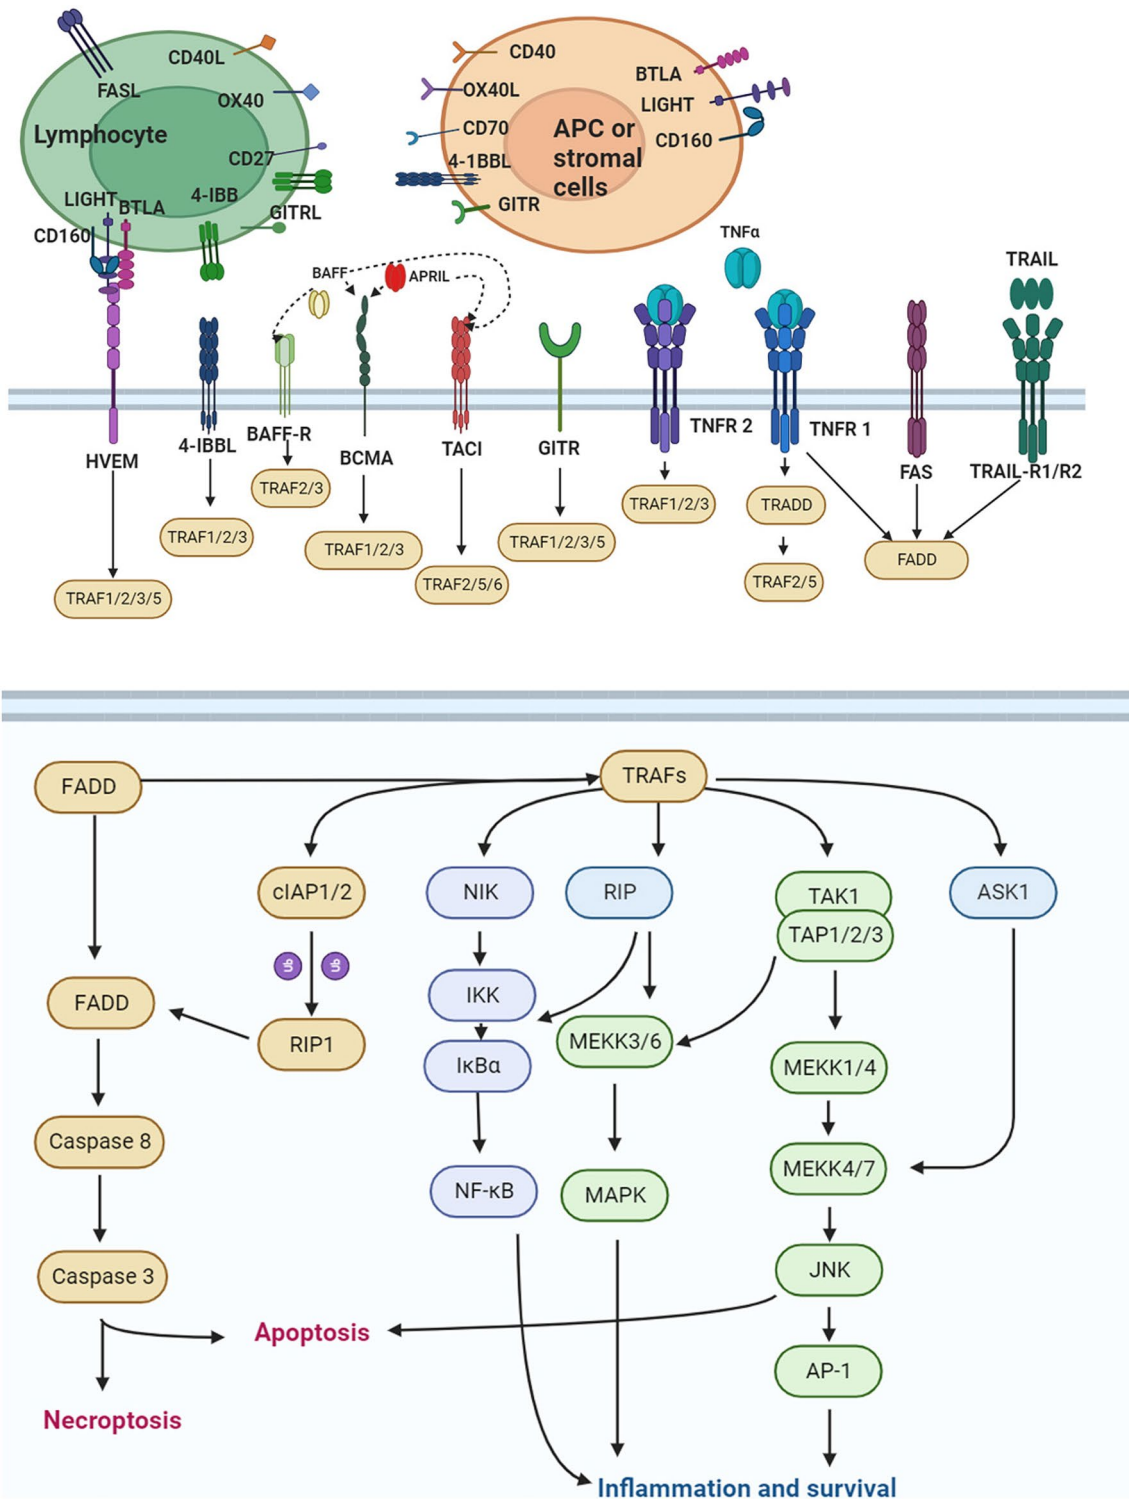 FASL
CD40L
OX40
Lymphocyte
CD27
LIGHT
BTLA
4-IBB
GITRL
CD160
CD40
OX40L
CD70
4-1BBL
GITR
APC or
stromal
cells
BTLA
LIGHT
CD160
BAFF
APRIL
TNFα
TRAIL
HVEM
4-IBBL
BAFF-R
BCMA
TACI
GITR
TNFR 2
TNFR 1
FAS
TRAIL-R1/R2
TRAF1/2/3/5
TRAF1/2/3
TRAF2/3
TRAF1/2/3
TRAF2/5/6
TRAF1/2/3/5
TRAF1/2/3
TRADD
TRAF2/5
FADD
FADD
TRAFs
cIAP1/2
NIK
RIP
TAK1
TAP1/2/3
ASK1
Ub
Ub
FADD
RIP1
IKK
IκBα
MEKK3/6
MEKK1/4
Caspase 8
NF-κB
MAPK
MEKK4/7
Caspase 3
JNK
Apoptosis
AP-1
Necroptosis
Inflammation and survival